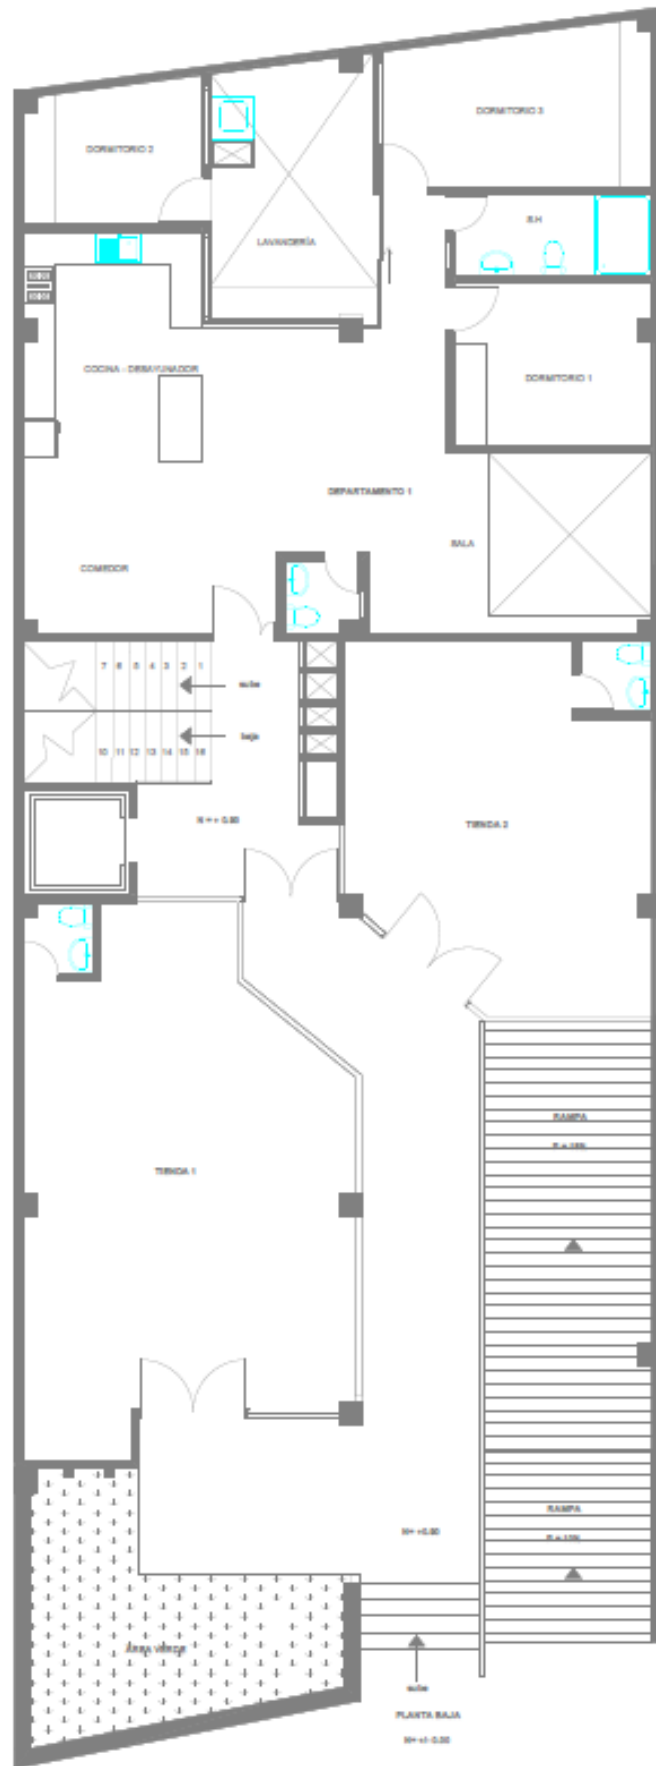 DORMITORIO 3
DORMITORIO 2
S.H
LAVANDERÍA
COCINA - DESAYUNADOR
DORMITORIO 1
DEPARTAMENTO 1
SALA
COMEDOR
7 6 5 4 3 2 1
sube
baja
10 11 12 13 14 15 16
TIENDA 2
RAMPA
TIENDA 1
RAMPA
AREA VERDE
sube
PLANTA BAJA